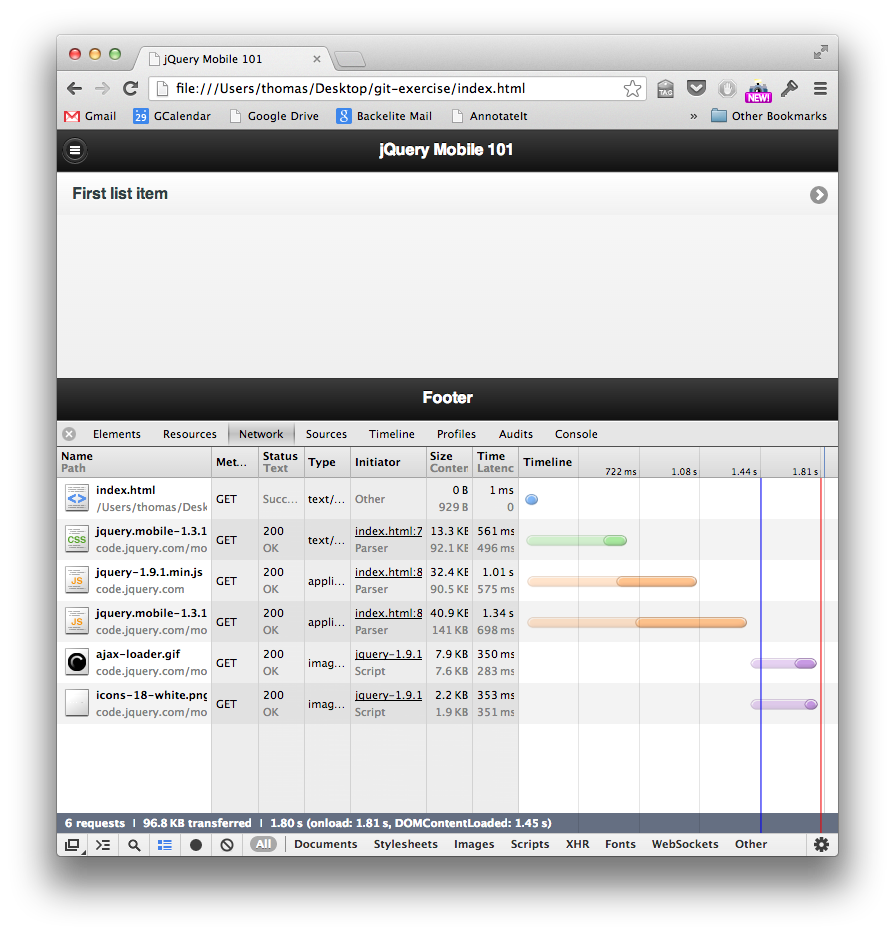 jQuery Mobile 101
file:///Users/thomas/Desktop/git-exercise/index.html
TAG
NEW!
Gmail 29 GCalendar Google Drive 8 Backelite Mail AnnotateIt » Other Bookmarks
jQuery Mobile 101
First list item
Footer
Elements Resources Network Sources Timeline Profiles Audits Console
Name Path Met... Status Text Type Initiator Size Conten Time Latenc Timeline 722 ms 1.08 s 1.44 s 1.81 s
index.html GET Succ... text/... Other 0 B 1 ms
/Users/thomas/Desk 929 B 0
CSS jquery.mobile-1.3.1 GET 200 text/... index.html:7 13.3 KB 561 ms
code.jquery.com/mo OK Parser 92.1 KB 496 ms
JS jquery-1.9.1.min.js GET 200 appli... index.html:8 32.4 KB 1.01 s
code.jquery.com OK Parser 90.5 KB 575 ms
JS jquery.mobile-1.3.1 GET 200 appli... index.html:8 40.9 KB 1.34 s
code.jquery.com/mo OK Parser 141 KB 698 ms
ajax-loader.gif GET 200 imag... jquery-1.9.1 7.9 KB 350 ms
code.jquery.com/mo OK Script 7.6 KB 283 ms
icons-18-white.png GET 200 imag... jquery-1.9.1 2.2 KB 353 ms
code.jquery.com/mo OK Script 1.9 KB 351 ms
6 requests | 96.8 KB transferred | 1.80 s (onload: 1.81 s, DOMContentLoaded: 1.45 s)
All Documents Stylesheets Images Scripts XHR Fonts WebSockets Other